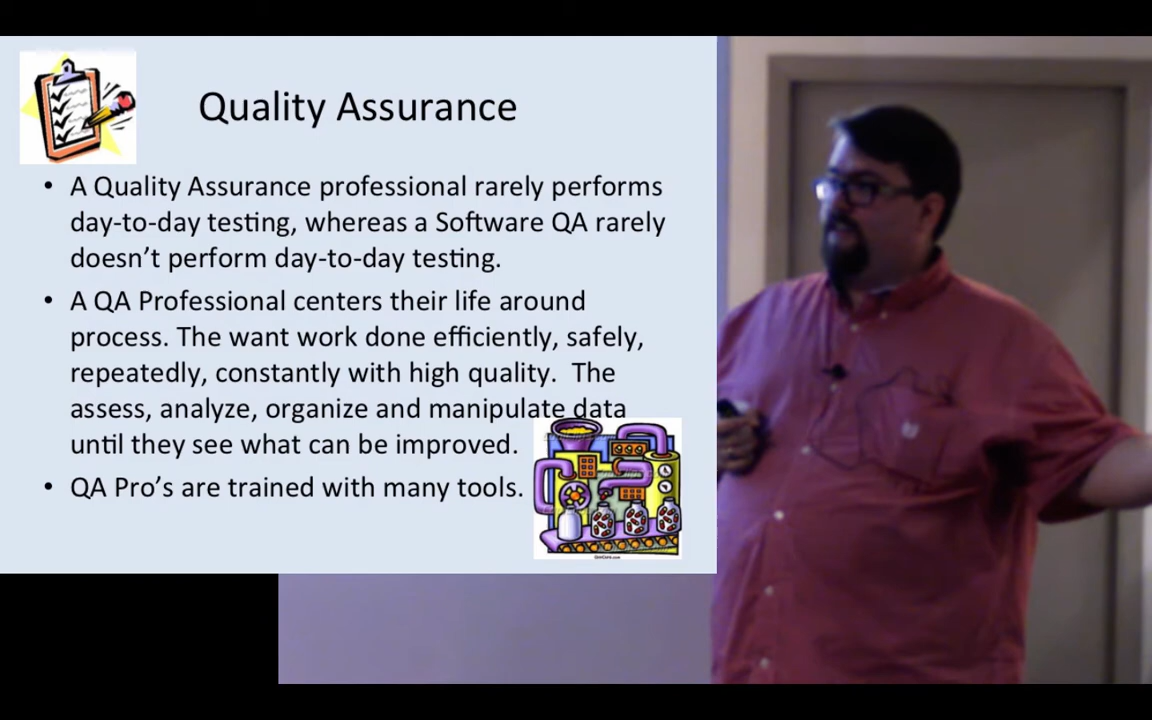 Quality Assurance
• A Quality Assurance professional rarely performs
day-to-day testing, whereas a Software QA rarely
doesn’t perform day-to-day testing.
• A QA Professional centers their life around
process. The want work done efficiently, safely,
repeatedly, constantly with high quality.  The
assess, analyze, organize and manipulate data
until they see what can be improved.
• QA Pro’s are trained with many tools.